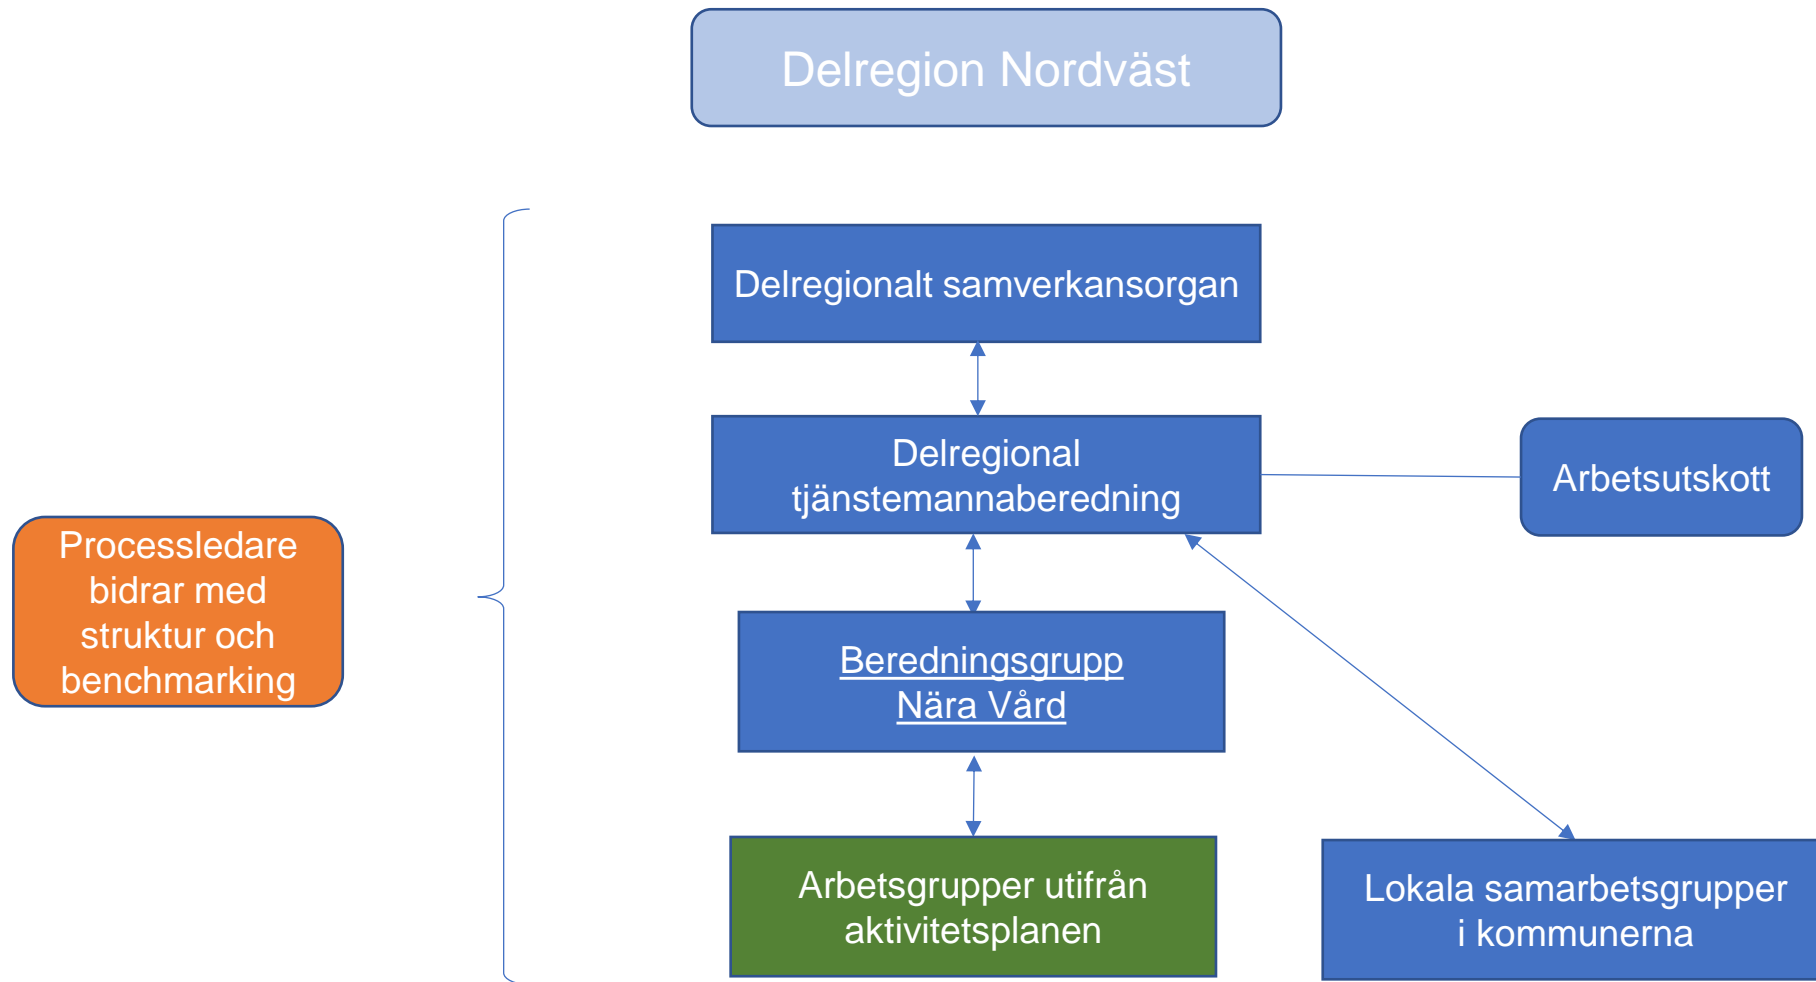 Delregion Nordväst
Delregionalt samverkansorgan
Delregional
tjänstemannaberedning
Arbetsutskott
Processledare
bidrar med
struktur och
benchmarking
Beredningsgrupp
Nära Vård
Arbetsgrupper utifrån
aktivitetsplanen
Lokala samarbetsgrupper
i kommunerna